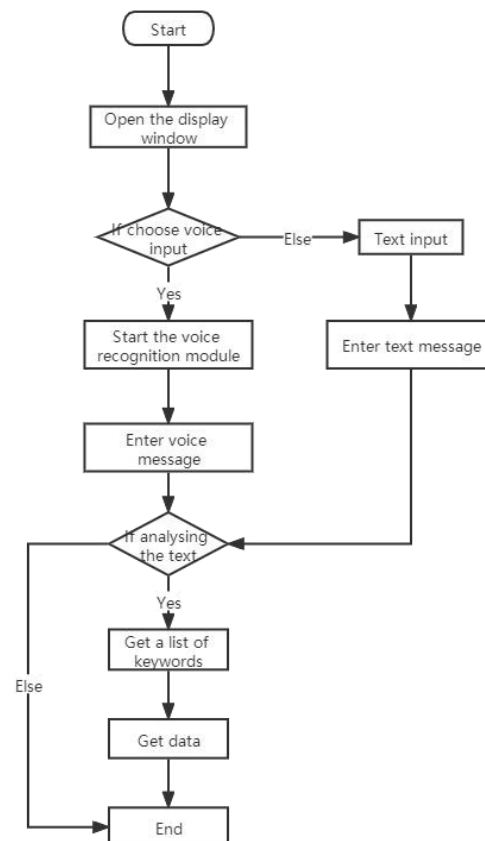 Start
Open the display
window
If choose voice
input
Else
Text input
Yes
Start the voice
recognition module
Enter text message
Enter voice
message
If analysing
the text
Yes
Get a list of
keywords
Else
Get data
End